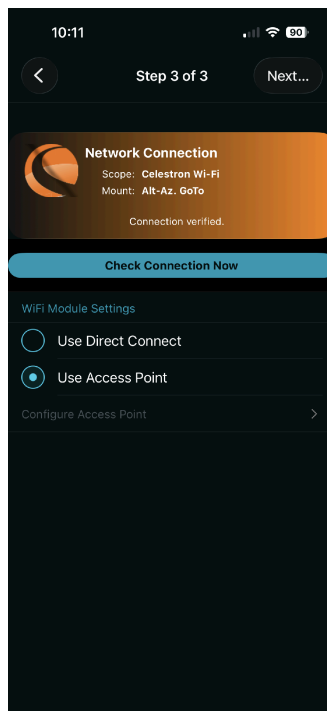 10:11
90
Step 3 of 3
Next...
Network Connection
Scope: Celestron Wi-Fi
Mount: Alt-Az. GoTo
Connection verified.
Check Connection Now
WiFi Module Settings
Use Direct Connect
Use Access Point
Configure Access Point